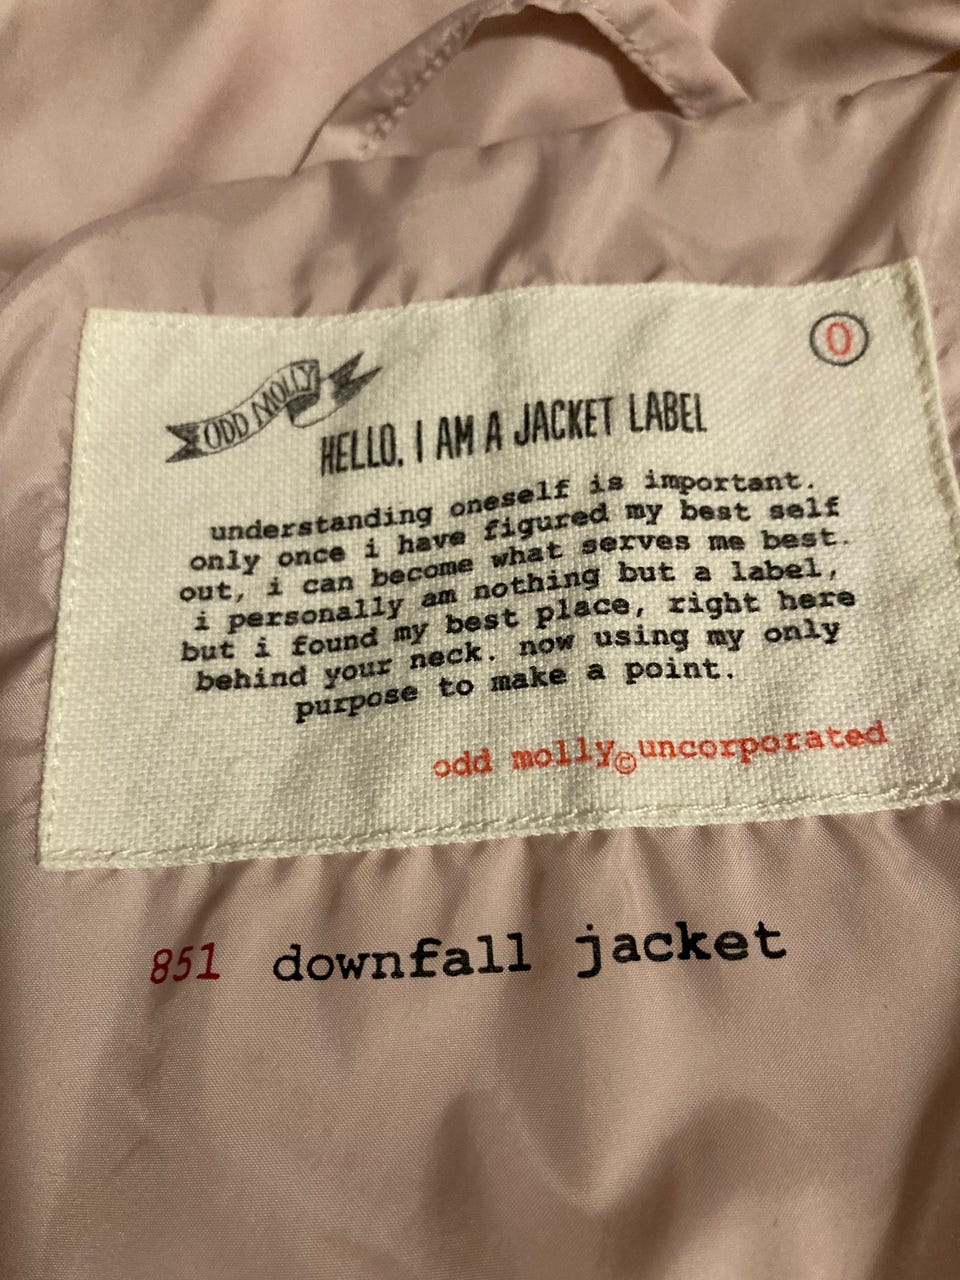 0
ODD MOLLY
HELLO. I AM A JACKET LABEL
understanding oneself is important.
only once i have figured my best self
out, i can become what serves me best.
i personally am nothing but a label,
but i found my best place, right here
behind your neck. now using my only
purpose to make a point.
odd molly©uncorporated
851 downfall jacket